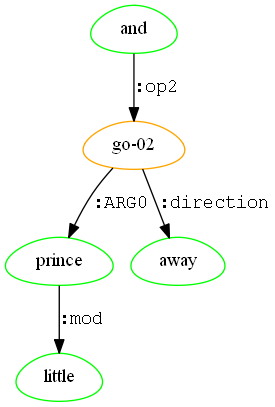 and
:op2
go-02
:ARG0 :direction
prince away
:mod
little